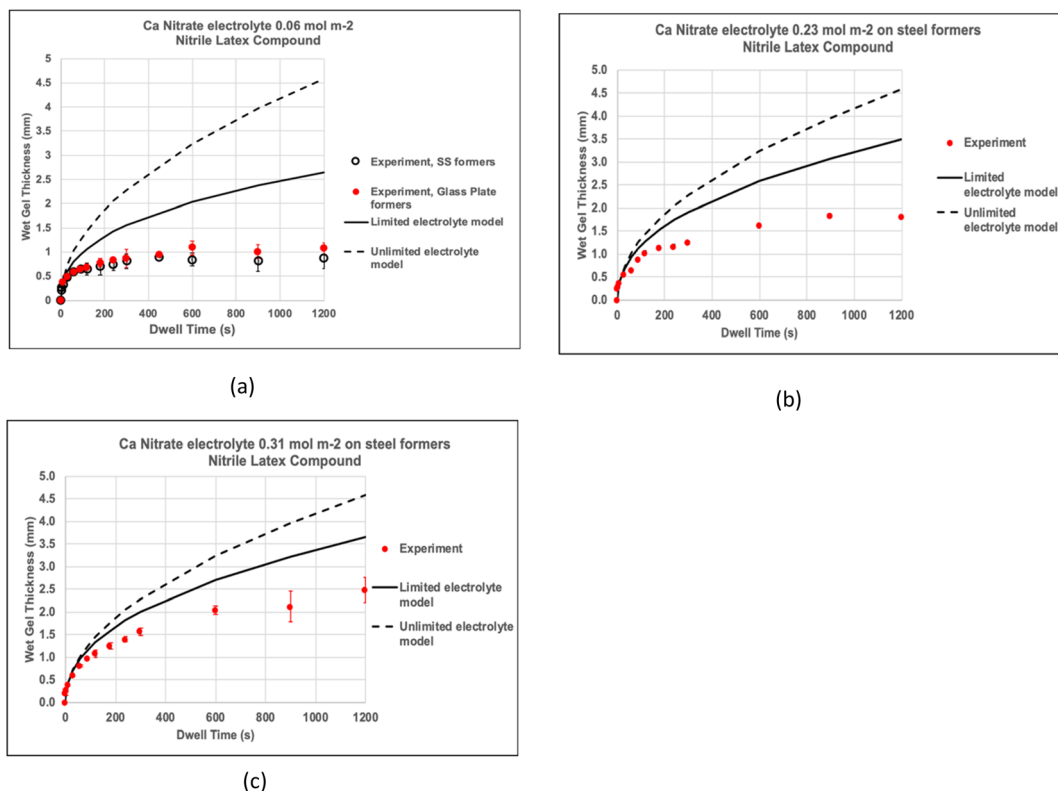 Ca Nitrate electrolyte 0.06 mol m-2
Nitrile Latex Compound
Wet Gel Thickness (mm)
5
4.5
4
3.5
3
2.5
2
1.5
1
0.5
0
0 200 400 600 800 1000 1200
Dwell Time (s)
Experiment, SS formers
Experiment, Glass Plate
formers
Limited electrolyte model
Unlimited electrolyte
model
(a)
Ca Nitrate electrolyte 0.23 mol m-2 on steel formers
Nitrile Latex Compound
Wet Gel Thickness (mm)
5.0
4.5
4.0
3.5
3.0
2.5
2.0
1.5
1.0
0.5
0.0
0 200 400 600 800 1000 1200
Dwell Time (s)
Experiment
Limited
electrolyte model
Unlimited
electrolyte model
(b)
Ca Nitrate electrolyte 0.31 mol m-2 on steel formers
Nitrile Latex Compound
Wet Gel Thickness (mm)
5.0
4.5
4.0
3.5
3.0
2.5
2.0
1.5
1.0
0.5
0.0
0 200 400 600 800 1000 1200
Dwell Time (s)
Experiment
Limited electrolyte
model
Unlimited electrolyte
model
(c)